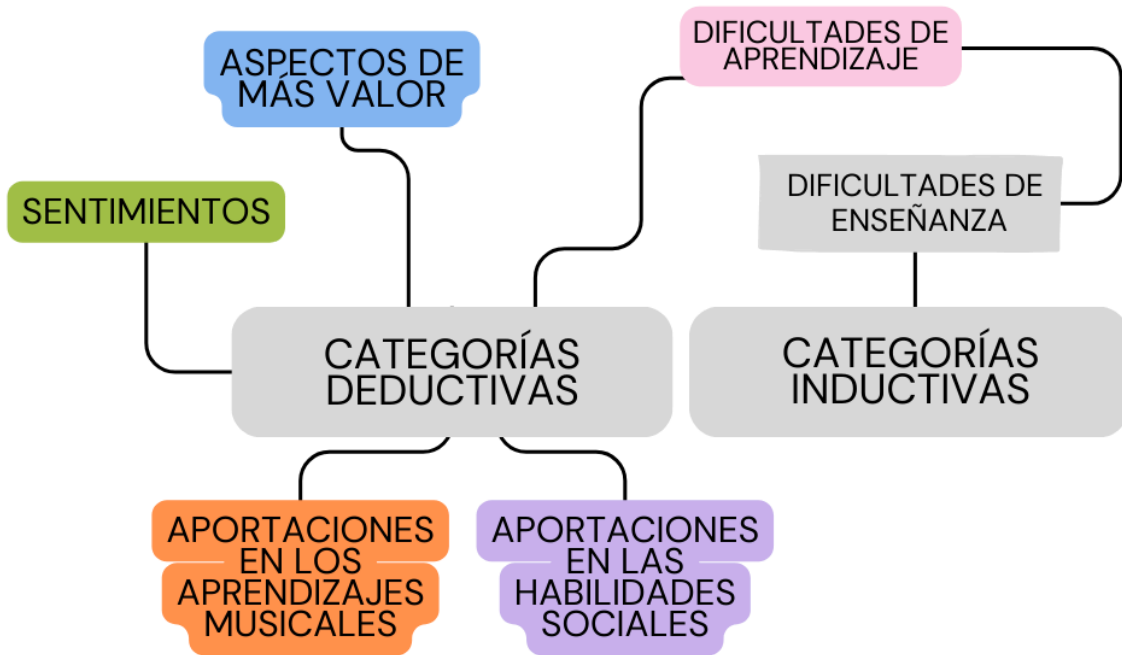 DIFICULTADES DE
APRENDIZAJE
ASPECTOS DE
MÁS VALOR
DIFICULTADES DE
ENSEÑANZA
SENTIMIENTOS
CATEGORÍAS
DEDUCTIVAS
CATEGORÍAS
INDUCTIVAS
APORTACIONES
EN LOS
APRENDIZAJES
MUSICALES
APORTACIONES
EN LAS
HABILIDADES
SOCIALES